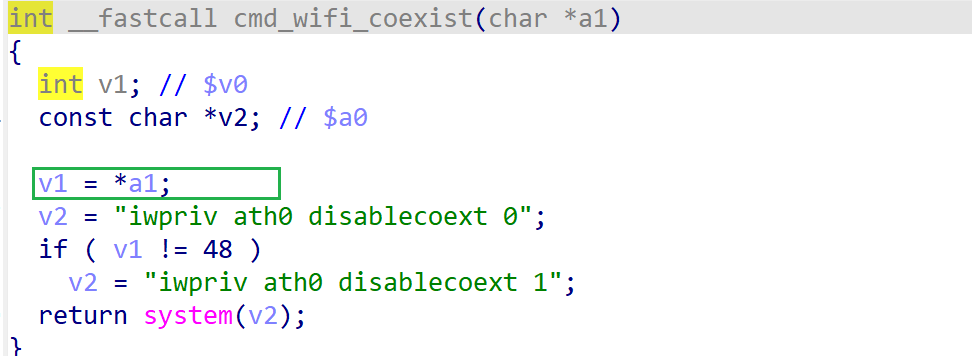 int __fastcall cmd_wifi_coexist(char *a1)
{
int v1; // $v0
const char *v2; // $a0
v1 = *a1;
v2 = "iwpriv ath0 disablecoext 0";
if ( v1 != 48 )
v2 = "iwpriv ath0 disablecoext 1";
return system(v2);
}